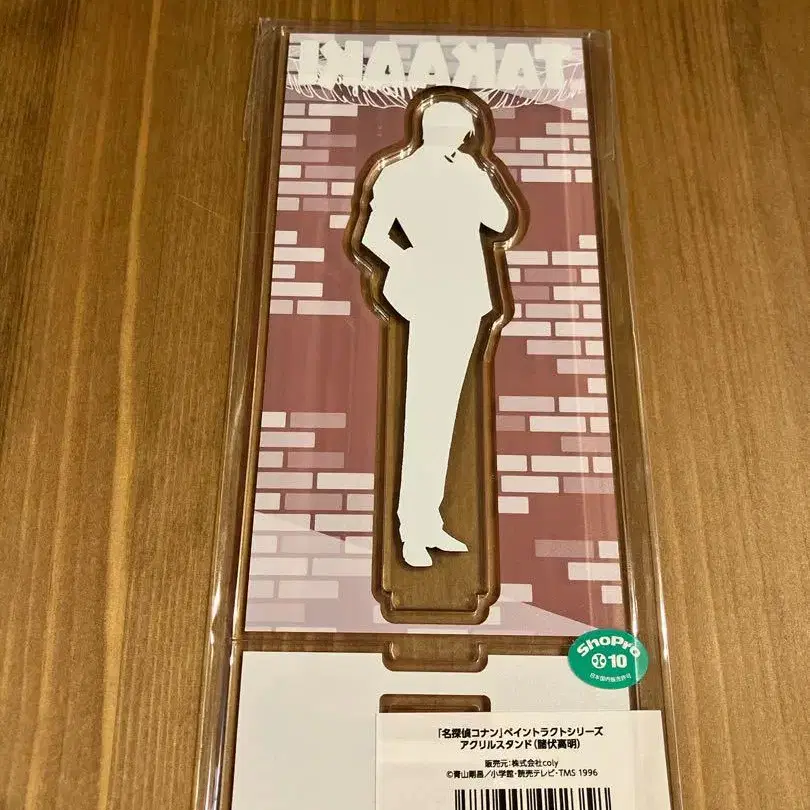 TAKAAKI
ShoPro
10
日本国内販売許可
「名探偵コナン」ペイントラクトシリーズ
アクリルスタンド(諸伏高明)
販売元:株式会社coly
©青山剛昌/小学館・読売テレビ・TMS 1996